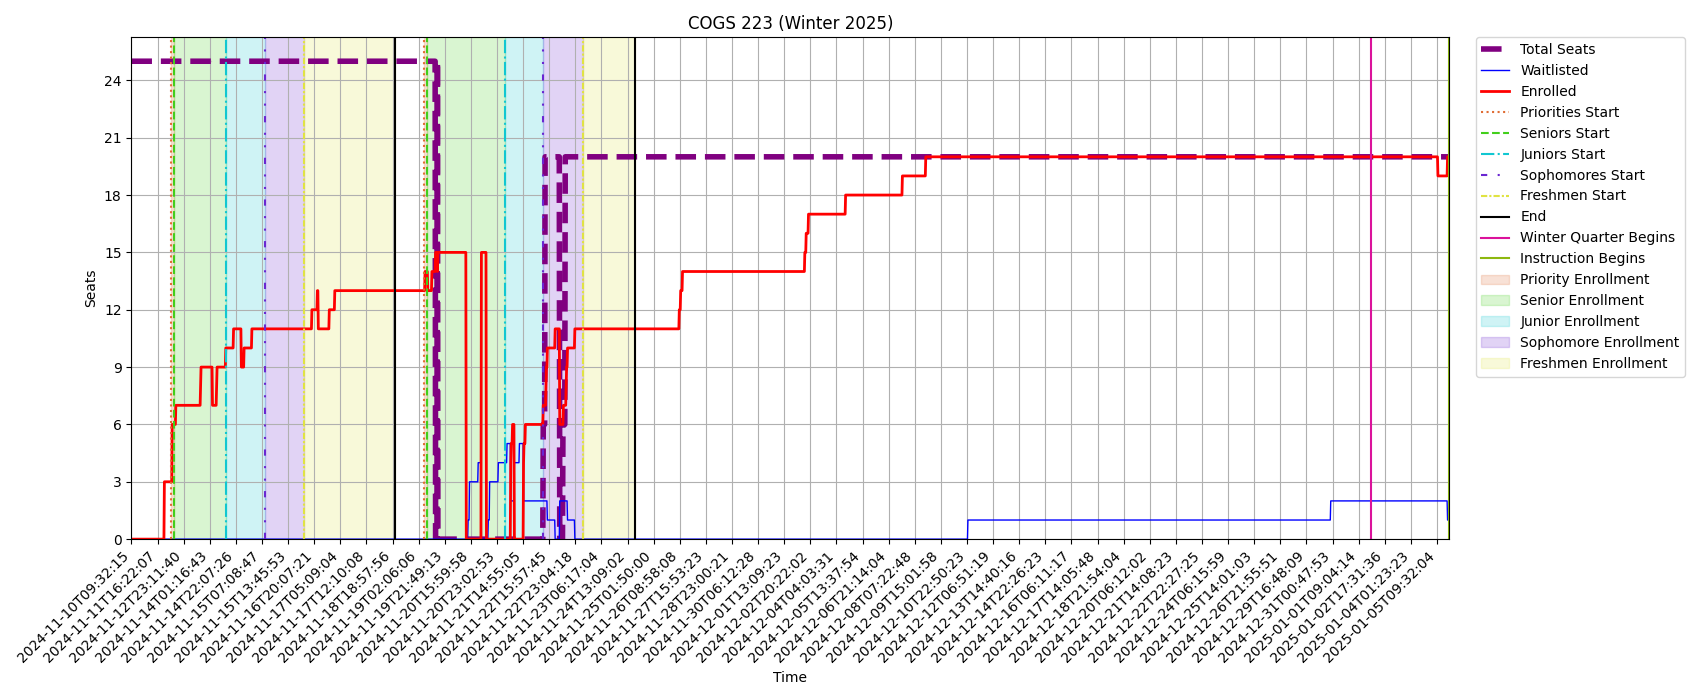 COGS 223 (Winter 2025)
Seats
24
21
18
15
12
9
6
3
0
2024-11-10T09:32:15
2024-11-11T16:22:07
2024-11-12T23:11:40
2024-11-14T01:16:43
2024-11-14T22:07:26
2024-11-15T07:08:47
2024-11-15T13:45:53
2024-11-16T20:07:21
2024-11-17T05:09:04
2024-11-17T12:10:08
2024-11-18T18:57:56
2024-11-19T02:06:06
2024-11-19T21:49:13
2024-11-20T15:59:58
2024-11-20T23:02:53
2024-11-21T14:55:05
2024-11-22T15:57:45
2024-11-22T23:04:18
2024-11-23T06:17:04
2024-11-24T13:09:02
2024-11-25T01:50:00
2024-11-26T08:58:08
2024-11-27T15:53:23
2024-11-28T23:00:21
2024-11-30T06:12:28
2024-12-01T13:09:23
2024-12-02T20:22:02
2024-12-04T04:03:31
2024-12-05T13:37:54
2024-12-06T21:14:04
2024-12-08T07:22:48
2024-12-09T15:01:58
2024-12-10T22:50:23
2024-12-12T06:51:19
2024-12-13T14:40:16
2024-12-14T22:26:23
2024-12-16T06:11:17
2024-12-17T14:05:48
2024-12-18T21:54:04
2024-12-20T06:12:02
2024-12-21T14:08:23
2024-12-22T22:27:25
2024-12-24T06:15:59
2024-12-25T14:01:03
2024-12-26T21:55:51
2024-12-29T16:48:09
2024-12-31T00:47:53
2025-01-01T09:04:14
2025-01-02T17:31:36
2025-01-04T01:23:23
2025-01-05T09:32:04
Time
Total Seats
Waitlisted
Enrolled
Priorities Start
Seniors Start
Juniors Start
Sophomores Start
Freshmen Start
End
Winter Quarter Begins
Instruction Begins
Priority Enrollment
Senior Enrollment
Junior Enrollment
Sophomore Enrollment
Freshmen Enrollment